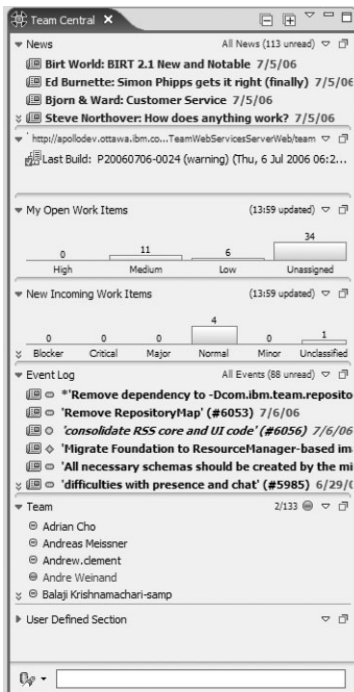 Team Central
News All News (113 unread)
Birt World: BIRT 2.1 New and Notable 7/5/06
Ed Burnette: Simon Phipps gets it right (finally) 7/5/06
Bjorn & Ward: Customer Service 7/5/06
Steve Northover: How does anything work? 7/5/06
http://apollodev.ottawa.ibm.co...TeamWebServicesServerWeb/team
Last Build: P20060706-0024 (warning) (Thu, 6 Jul 2006 06:2...
My Open Work Items (13:59 updated)
0 11 6 34
High Medium Low Unassigned
New Incoming Work Items (13:59 updated)
0 0 0 4 0 1
Blocker Critical Major Normal Minor Unclassified
Event Log All Events (88 unread)
*'Remove dependency to -Dcom.ibm.team.reposito
'Remove RepositoryMap' (#6053) 7/6/06
'consolidate RSS core and UI code' (#6056) 7/6/06
'Migrate Foundation to ResourceManager-based im
'All necessary schemas should be created by the mi
'difficulties with presence and chat' (#5985) 6/29/0
Team 2/133
Adrian Cho
Andreas Meissner
Andrew.clement
Andre Weinand
Balaji Krishnamachari-samp
User Defined Section